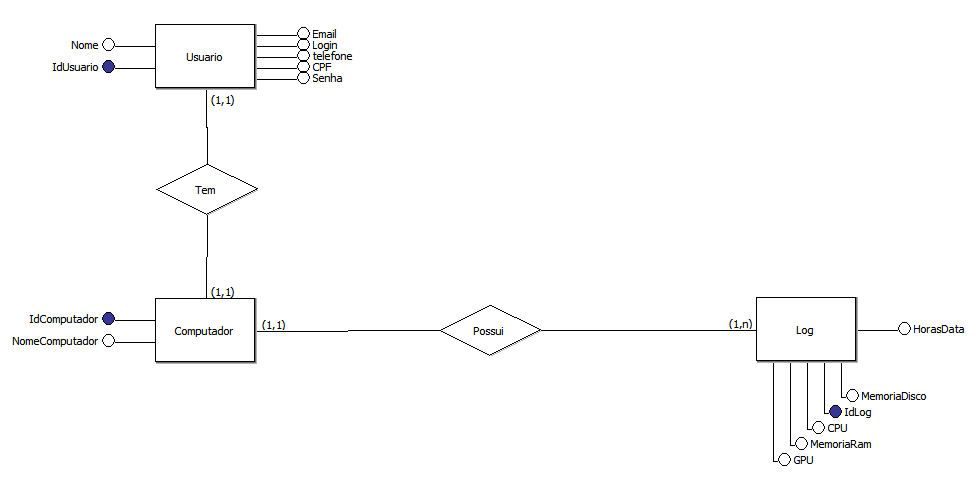 Nome
IdUsuario
Usuario
Email
Login
telefone
CPF
Senha
(1,1)
Tem
(1,1)
IdComputador
NomeComputador
Computador
(1,1)
Possui
(1,n)
Log
HorasData
MemoriaDisco
IdLog
CPU
MemoriaRam
GPU